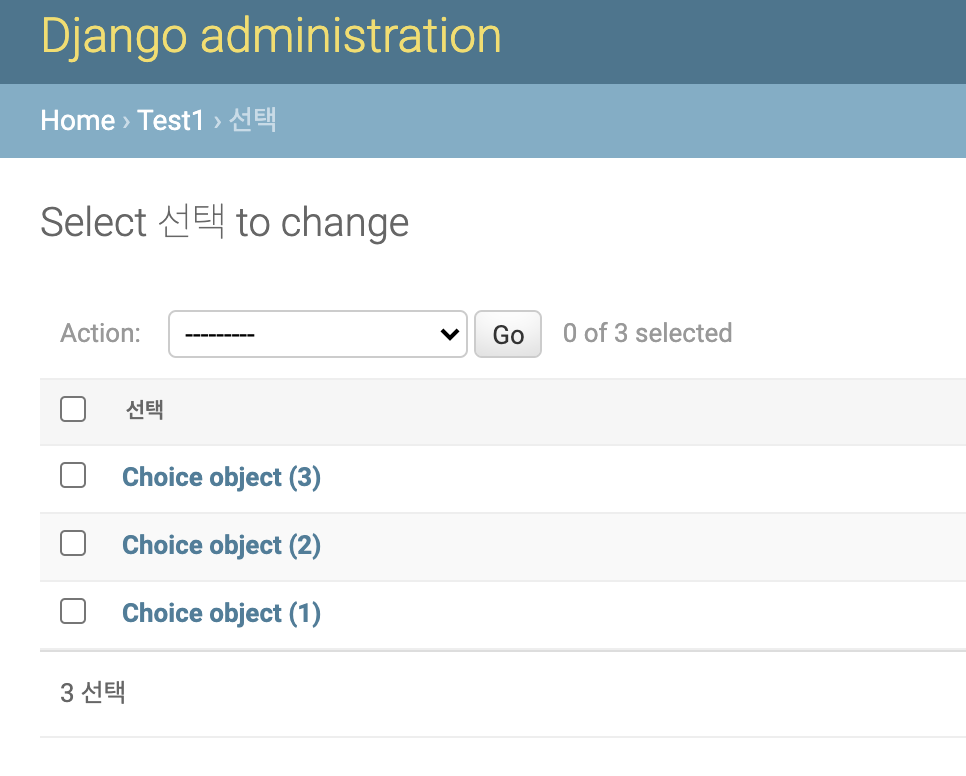 Django administration
Home › Test1 › 선택
Select 선택 to change
Action: --------- Go 0 of 3 selected
선택
Choice object (3)
Choice object (2)
Choice object (1)
3 선택